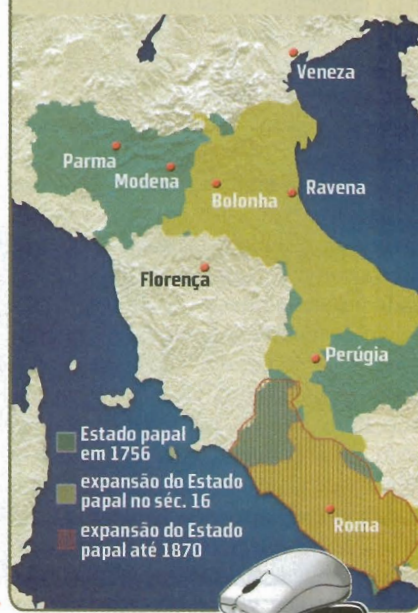 Veneza
Parma
Modena
Bolonha
Ravena
Florença
Perúgia
Estado papal
em 1756
expansão do Estado
papal no séc. 16
expansão do Estado
papal até 1870
Roma